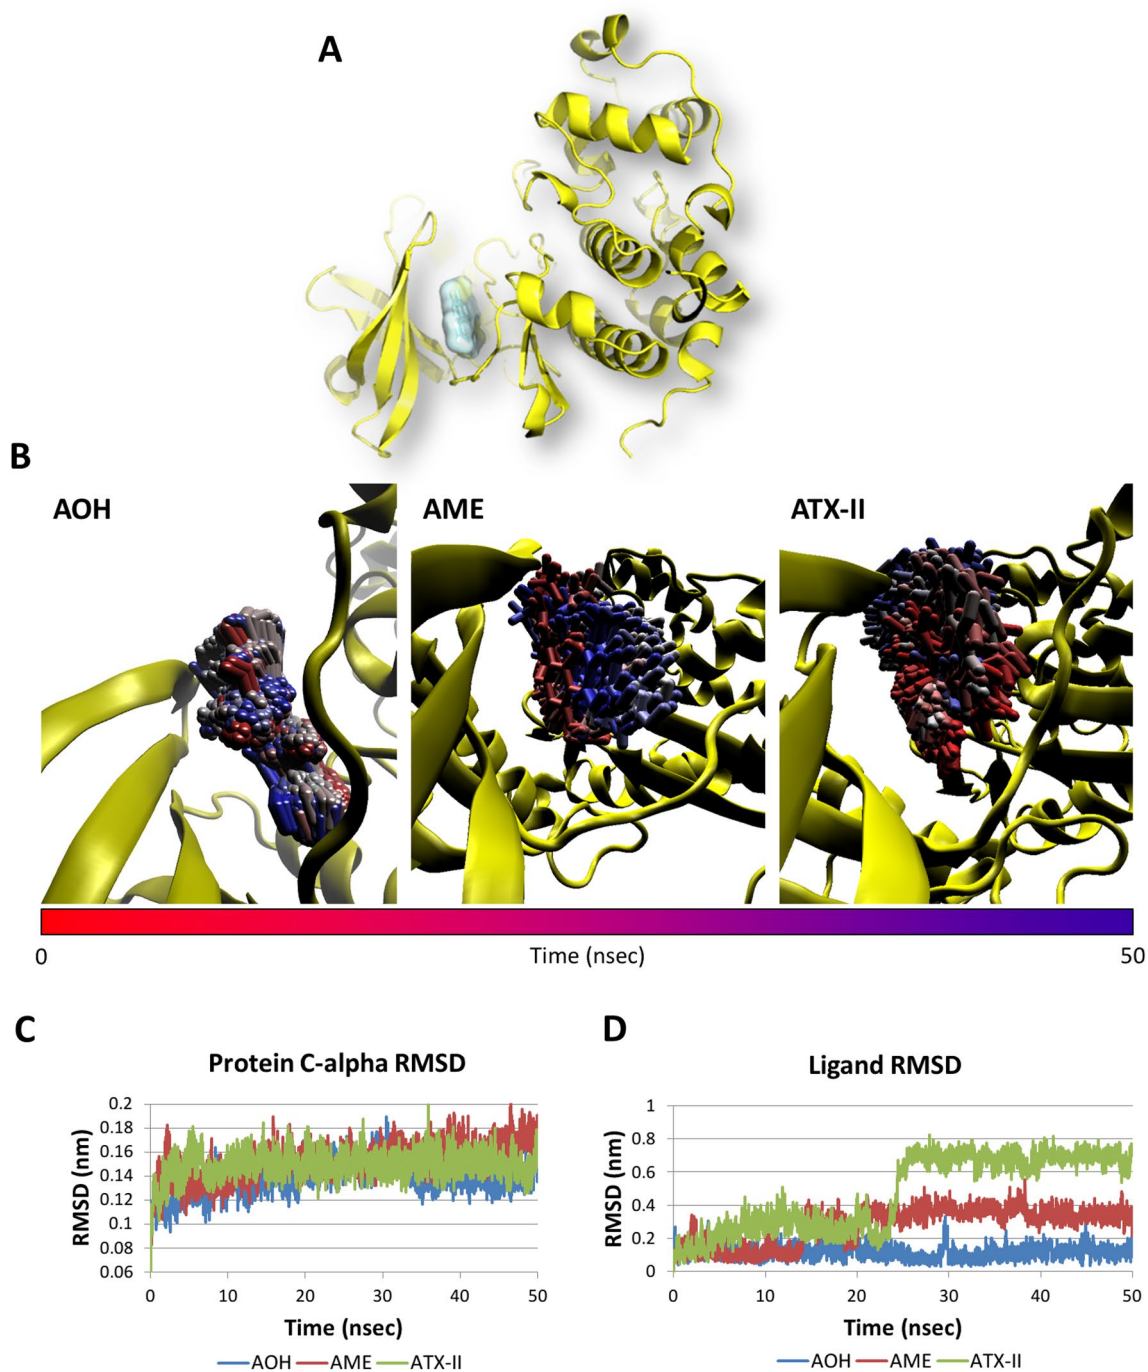 A
B
AOH AME ATX-II
0 Time (nsec) 50
C D
Protein C-alpha RMSD
RMSD (nm)
0.2
0.18
0.16
0.14
0.12
0.1
0.08
0.06
0 10 20 30 40 50
Time (nsec)
AOH AME ATX-II
Ligand RMSD
RMSD (nm)
1
0.8
0.6
0.4
0.2
0
0 10 20 30 40 50
Time (nsec)
AOH AME ATX-II